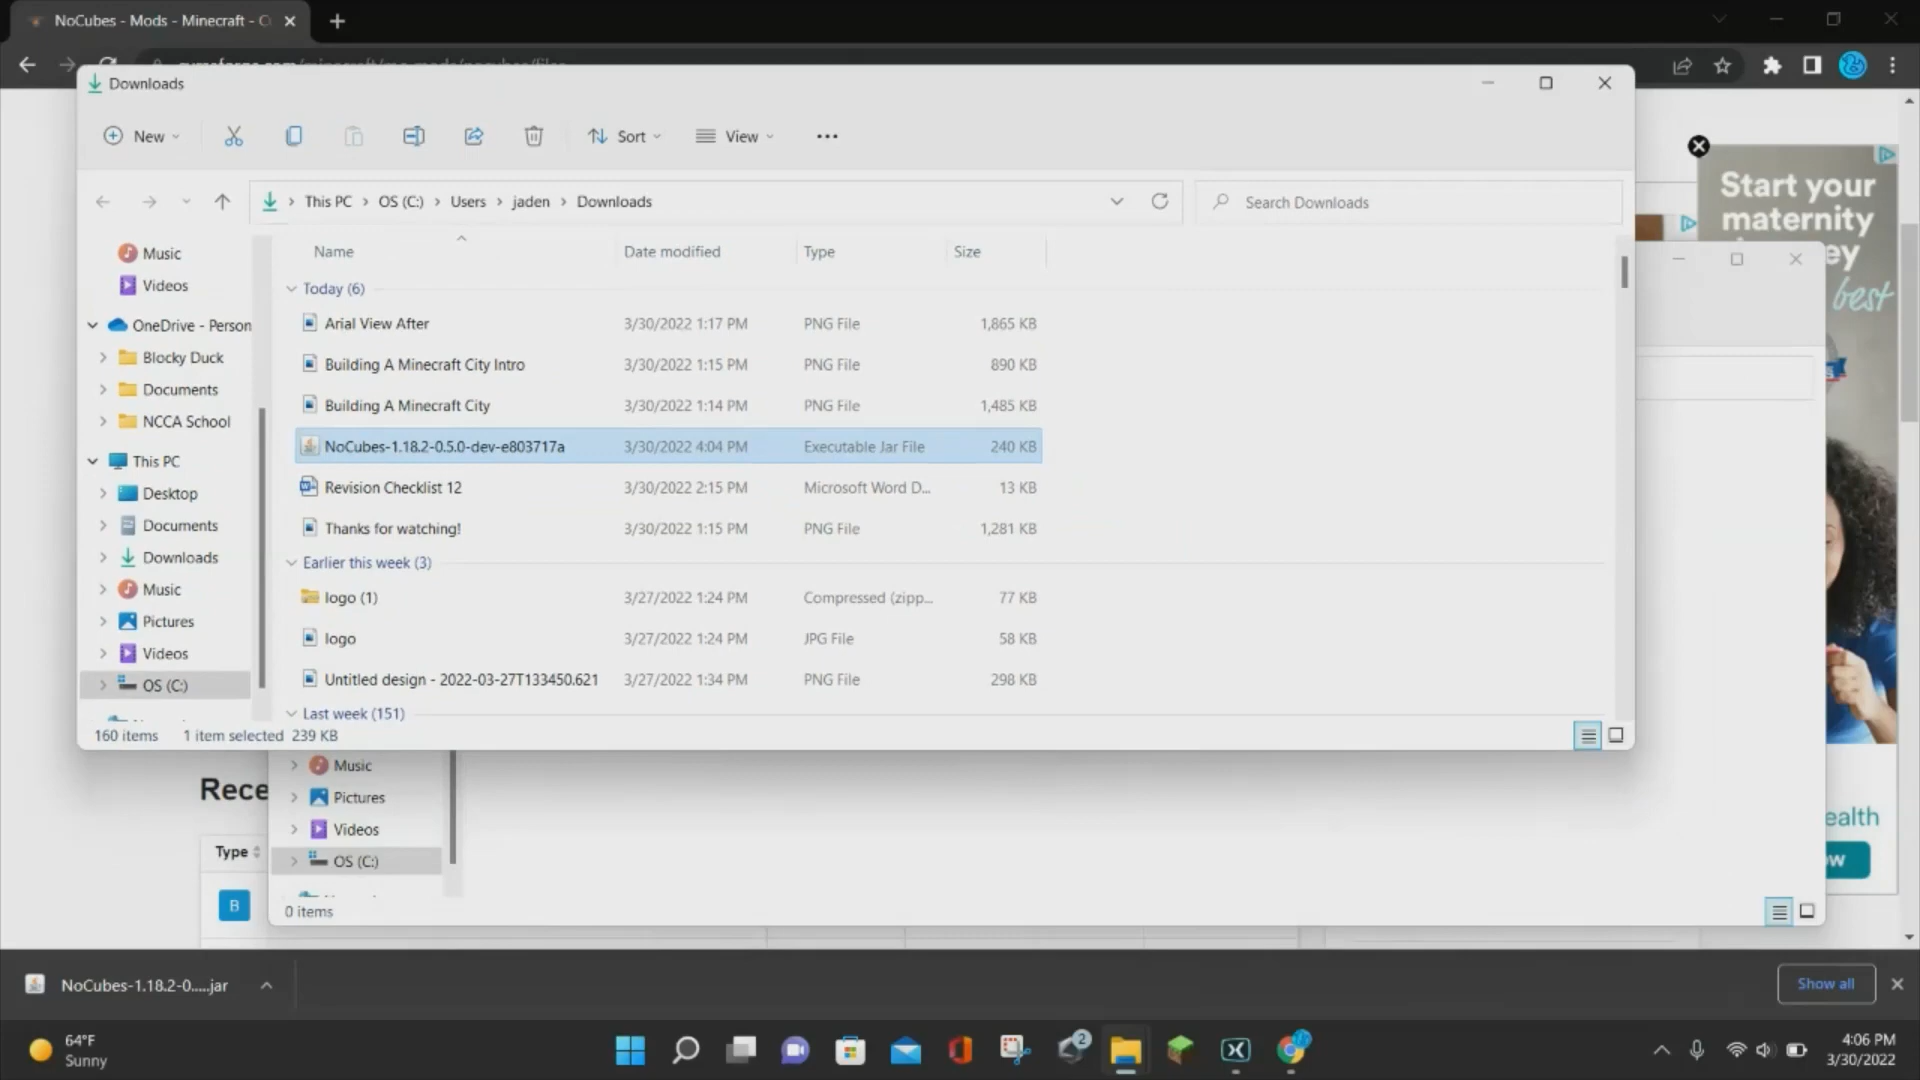 NoCubes - Mods - Minecraft - C
Downloads
New
Sort
View
This PC > OS (C:) > Users > jaden > Downloads
Search Downloads
Name
Date modified
Type
Size
Music
Videos
OneDrive - Person
Blocky Duck
Documents
NCCA School
This PC
Desktop
Documents
Downloads
Music
Pictures
Videos
OS (C:)
Today (6)
Arial View After 3/30/2022 1:17 PM PNG File 1,865 KB
Building A Minecraft City Intro 3/30/2022 1:15 PM PNG File 890 KB
Building A Minecraft City 3/30/2022 1:14 PM PNG File 1,485 KB
NoCubes-1.18.2-0.5.0-dev-e803717a 3/30/2022 4:04 PM Executable Jar File 240 KB
Revision Checklist 12 3/30/2022 2:15 PM Microsoft Word D... 13 KB
Thanks for watching! 3/30/2022 1:15 PM PNG File 1,281 KB
Earlier this week (3)
logo (1) 3/27/2022 1:24 PM Compressed (zipp... 77 KB
logo 3/27/2022 1:24 PM JPG File 58 KB
Untitled design - 2022-03-27T133450.621 3/27/2022 1:34 PM PNG File 298 KB
Last week (151)
160 items 1 item selected 239 KB
Start your
maternity
ey
best
ealth
ow
Rece
Type
B
Music
Pictures
Videos
OS (C:)
0 items
NoCubes-1.18.2-0.....jar
Show all
64°F
Sunny
2
4:06 PM
3/30/2022